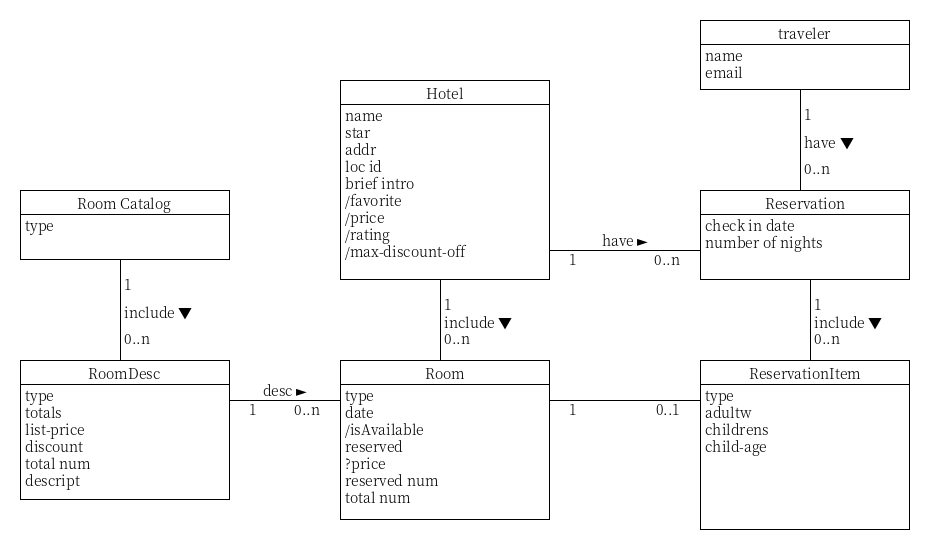 traveler
name
email
1
have ▼
0..n
Hotel
name
star
addr
loc id
brief intro
/favorite
/price
/rating
/max-discount-off
Room Catalog
type
Reservation
check in date
number of nights
have ►
1
0..n
1
include ▼
0..n
1
include ▼
0..n
1
include ▼
0..n
RoomDesc
type
totals
list-price
discount
total num
descript
desc ►
1
0..n
Room
type
date
/isAvailable
reserved
?price
reserved num
total num
1
0..1
ReservationItem
type
adultw
childrens
child-age